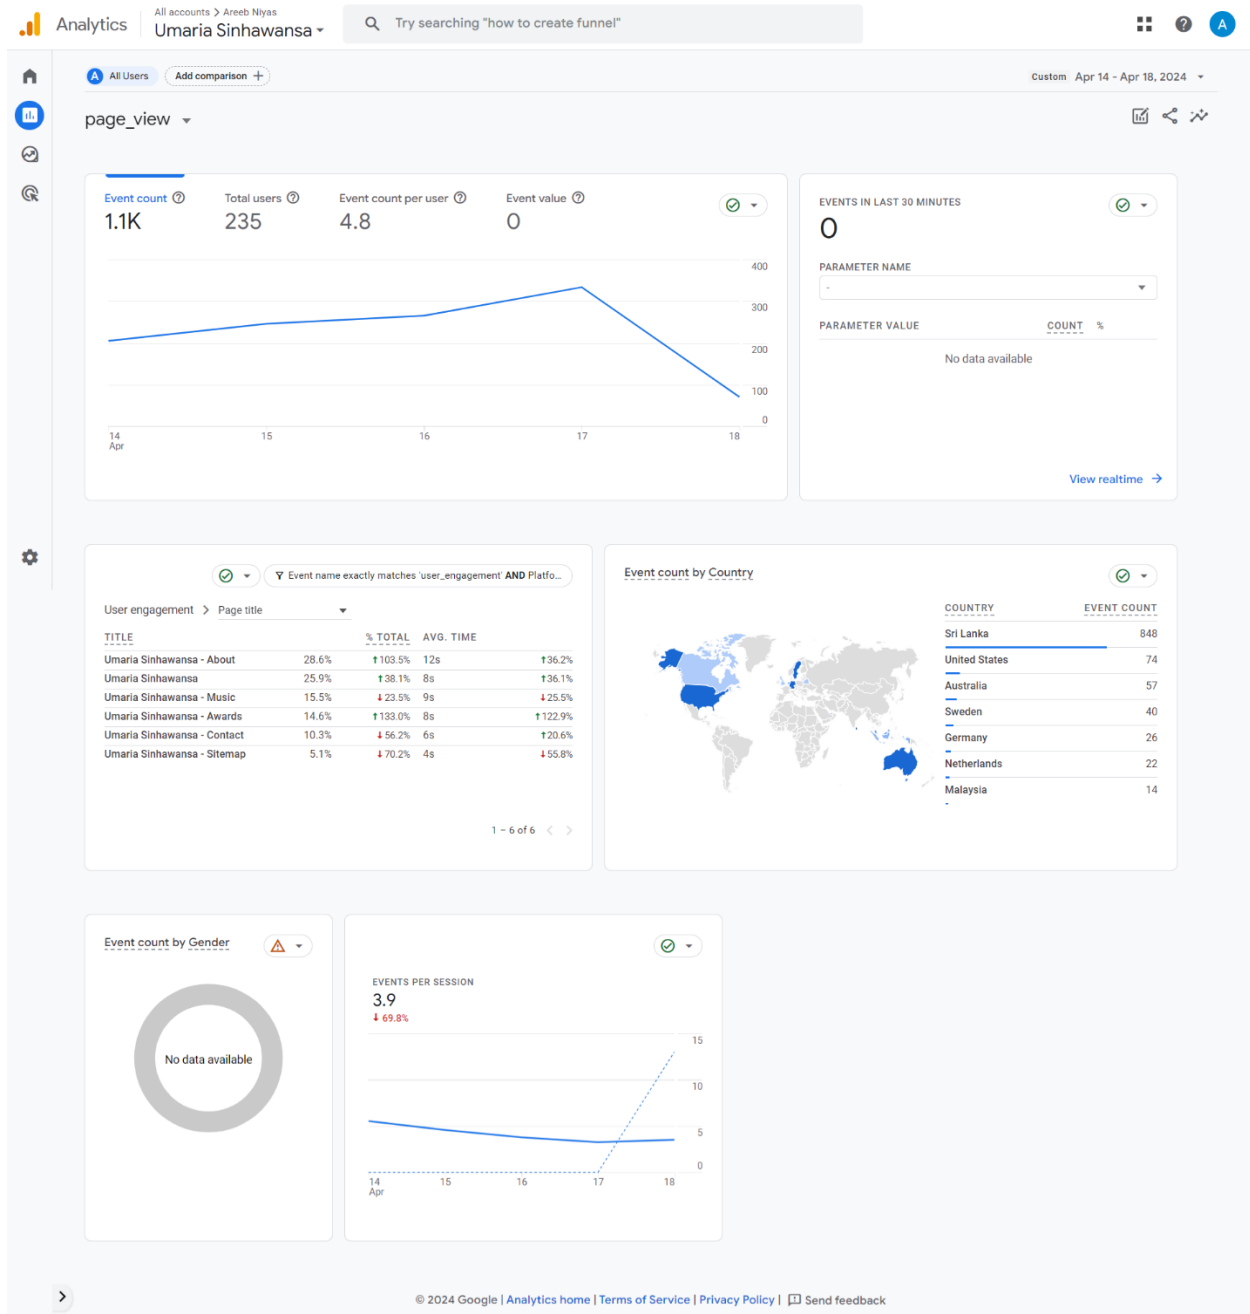 All accounts > Areeb Niyas
Analytics
Umaria Sinhawansa
Try searching "how to create funnel"
A
A All Users
Add comparison +
Custom Apr 14 - Apr 18, 2024
page_view
Event count
Total users
Event count per user
Event value
1.1K
235
4.8
0
400
300
200
100
0
14
Apr
15
16
17
18
EVENTS IN LAST 30 MINUTES
0
PARAMETER NAME
-
PARAMETER VALUE COUNT %
No data available
View realtime
Event name exactly matches 'user_engagement' AND Platfo...
User engagement > Page title
TITLE % TOTAL AVG. TIME
Umaria Sinhawansa - About 28.6% ↑103.5% 12s ↑36.2%
Umaria Sinhawansa 25.9% ↑38.1% 8s ↑36.1%
Umaria Sinhawansa - Music 15.5% ↓23.5% 9s ↓25.5%
Umaria Sinhawansa - Awards 14.6% ↑133.0% 8s ↑122.9%
Umaria Sinhawansa - Contact 10.3% ↓56.2% 6s ↑20.6%
Umaria Sinhawansa - Sitemap 5.1% ↓70.2% 4s ↓55.8%
1 – 6 of 6
Event count by Country
COUNTRY EVENT COUNT
Sri Lanka 848
United States 74
Australia 57
Sweden 40
Germany 26
Netherlands 22
Malaysia 14
Event count by Gender
No data available
EVENTS PER SESSION
3.9
↓ 69.8%
15
10
5
0
14
Apr
15
16
17
18
© 2024 Google | Analytics home | Terms of Service | Privacy Policy | Send feedback